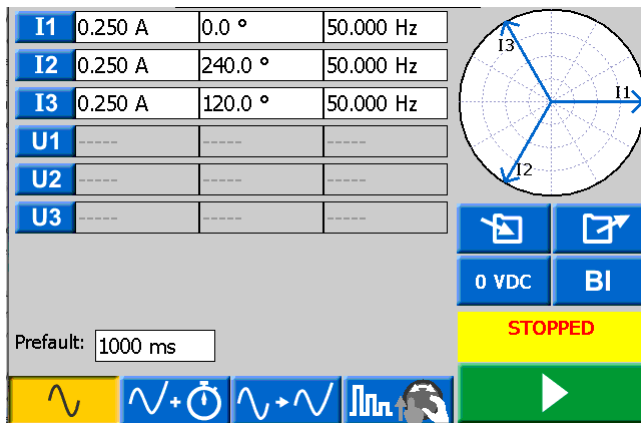 I1 0.250 A 0.0 ° 50.000 Hz
I2 0.250 A 240.0 ° 50.000 Hz
I3 0.250 A 120.0 ° 50.000 Hz
U1 ----- ----- -----
U2 ----- ----- -----
U3 ----- ----- -----
I3
I1
I2
0 VDC BI
STOPPED
Prefault: 1000 ms